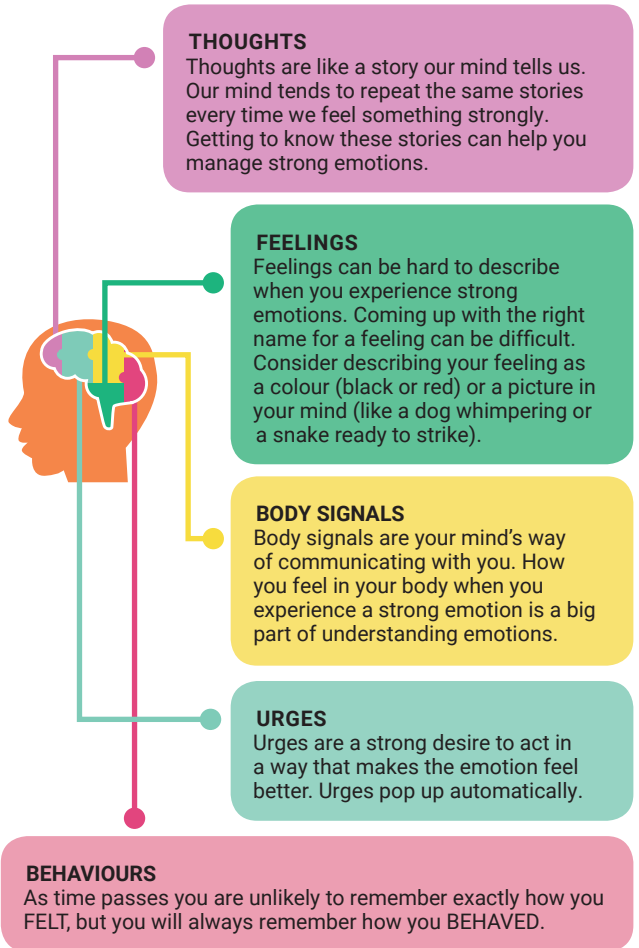 THOUGHTS
Thoughts are like a story our mind tells us.
Our mind tends to repeat the same stories
every time we feel something strongly.
Getting to know these stories can help you
manage strong emotions.
FEELINGS
Feelings can be hard to describe
when you experience strong
emotions. Coming up with the right
name for a feeling can be difficult.
Consider describing your feeling as
a colour (black or red) or a picture in
your mind (like a dog whimpering or
a snake ready to strike).
BODY SIGNALS
Body signals are your mind’s way
of communicating with you. How
you feel in your body when you
experience a strong emotion is a big
part of understanding emotions.
URGES
Urges are a strong desire to act in
a way that makes the emotion feel
better. Urges pop up automatically.
BEHAVIOURS
As time passes you are unlikely to remember exactly how you
FELT, but you will always remember how you BEHAVED.